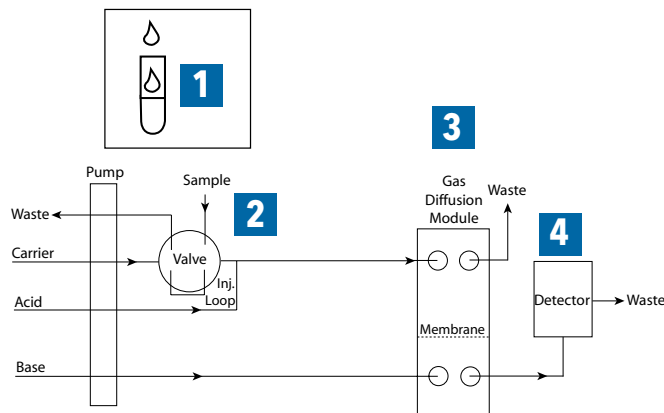 1
3
Pump
Sample
2
Gas
Diffusion
Module
Waste
Waste
4
Carrier
Valve
Inj.
Loop
Acid
Detector
Waste
Membrane
Base